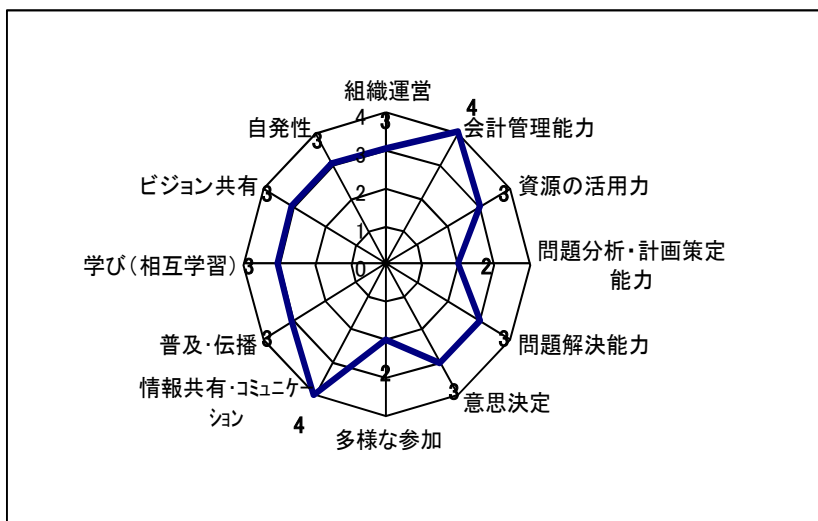 組織運営
4
3
4
会計管理能力
自発性
3
3
ビジョン共有
3
2
資源の活用力
3
1
学び（相互学習）
3
0
2
問題分析・計画策定
能力
普及・伝播
3
問題解決能力
3
情報共有・コミュニケー
ション
4
2
意思決定
3
多様な参加